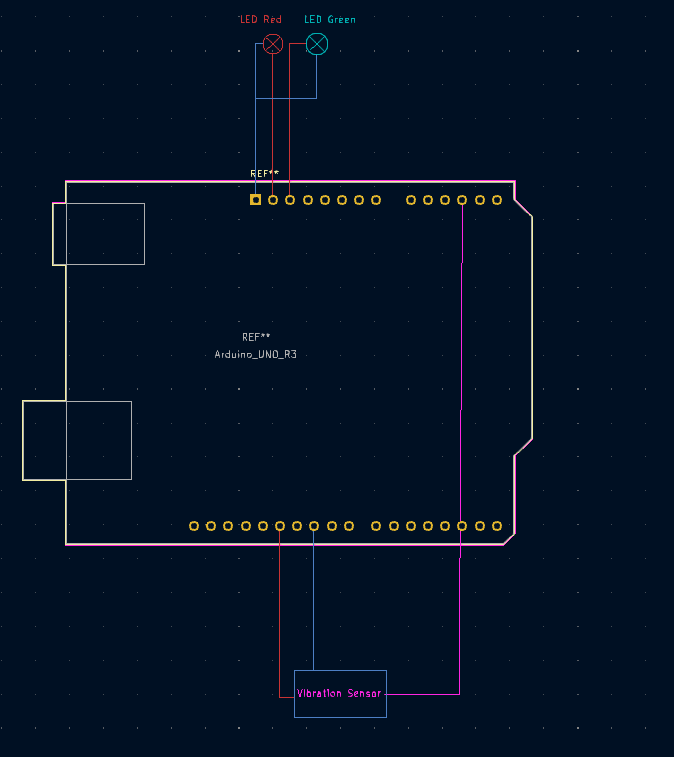 LED Red
LED Green
REF**
REF**
Arduino_UNO_R3
Vibration Sensor